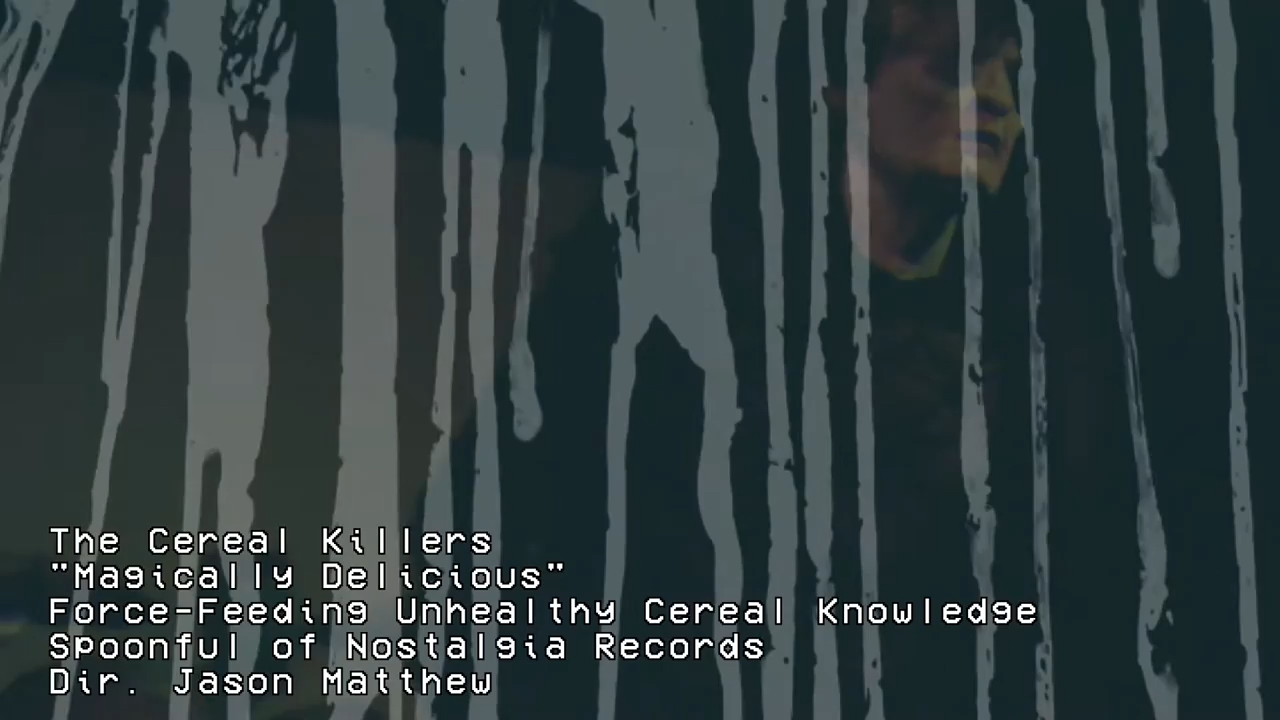 The Cereal Killers
"Magically Delicious"
Force-Feeding Unhealthy Cereal Knowledge
Spoonful of Nostalgia Records
Dir. Jason Matthew